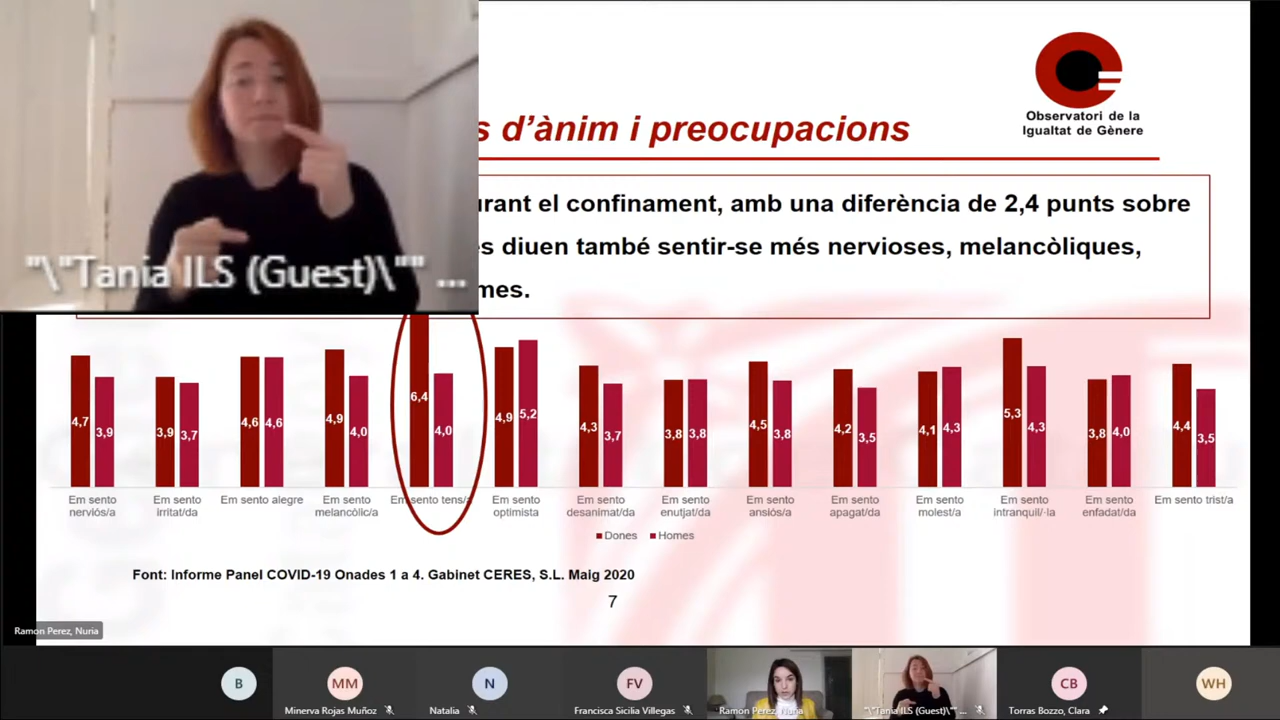 "\"Tania ILS (Guest)\"" ...
Observatori de la
Igualtat de Gènere
s d'ànim i preocupacions
urant el confinament, amb una diferència de 2,4 punts sobre
es diuen també sentir-se més nervioses, melancòliques,
mes.
4,7 3,9 3,9 3,7 4,6 4,6 4,9 4,0 6,4 4,0 4,9 5,2 4,3 3,7 3,8 3,8 4,5 3,8 4,2 3,5 4,1 4,3 5,3 4,3 3,8 4,0 4,4 3,5
Em sento nerviós/a
Em sento irritat/da
Em sento alegre
Em sento melancòlic/a
Em sento tens/a
Em sento optimista
Em sento desanimat/da
Em sento enutjat/da
Em sento ansiós/a
Em sento apagat/da
Em sento molest/a
Em sento intranquil/·la
Em sento enfadat/da
Em sento trist/a
Dones Homes
Font: Informe Panel COVID-19 Onades 1 a 4. Gabinet CERES, S.L. Maig 2020
7
Ramon Perez, Nuria
B
MM
N
FV
CB
WH
Minerva Rojas Muñoz
Natalia
Francisca Sicilia Villegas
Ramon Perez, Nuria
"\"Tania ILS (Guest)\"" ...
Torras Bozzo, Clara